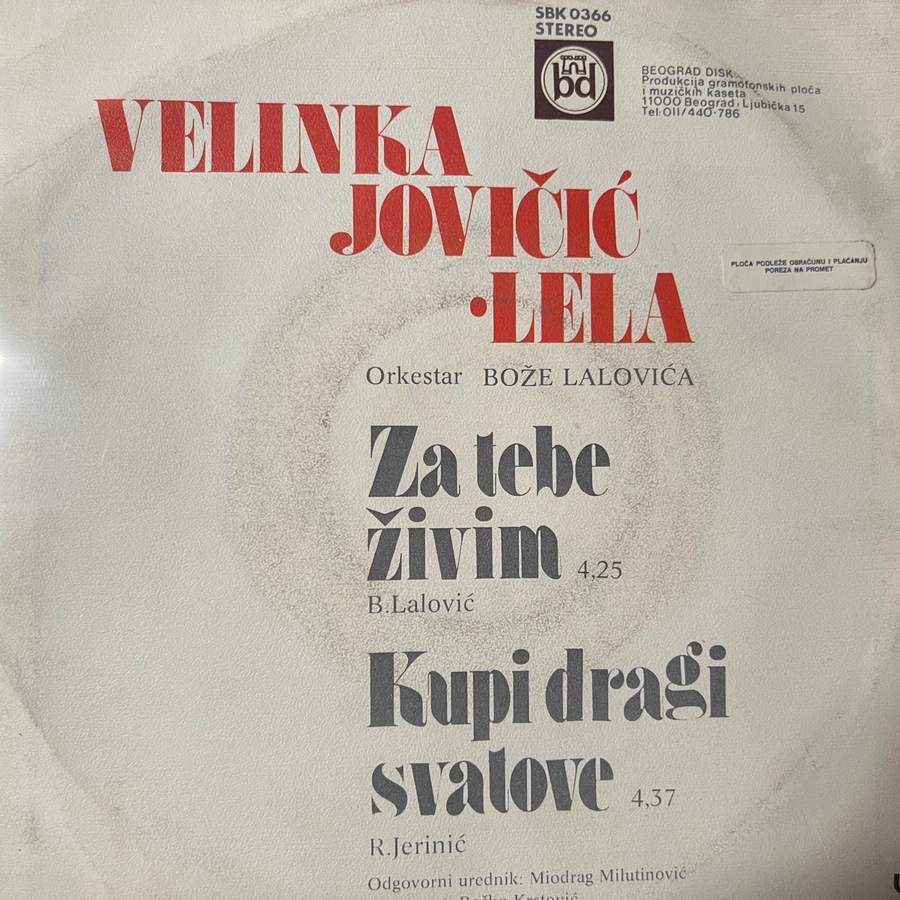 SBK 0366
STEREO
bd
BEOGRAD DISK
Produkcija gramofonskih ploča
i muzičkih kaseta
11000 Beograd, Ljubička 15
Tel: 011/440-786
VELINKA
JOVIČIĆ
·LELA
PLOČA PODLEŽE OBRAČUNU I PLAĆANJU
POREZA NA PROMET
Orkestar BOŽE LALOVIĆA
Za tebe
živim 4,25
B.Lalović
Kupi dragi
svatove 4,37
R.Jerinić
Odgovorni urednik: Miodrag Milutinović